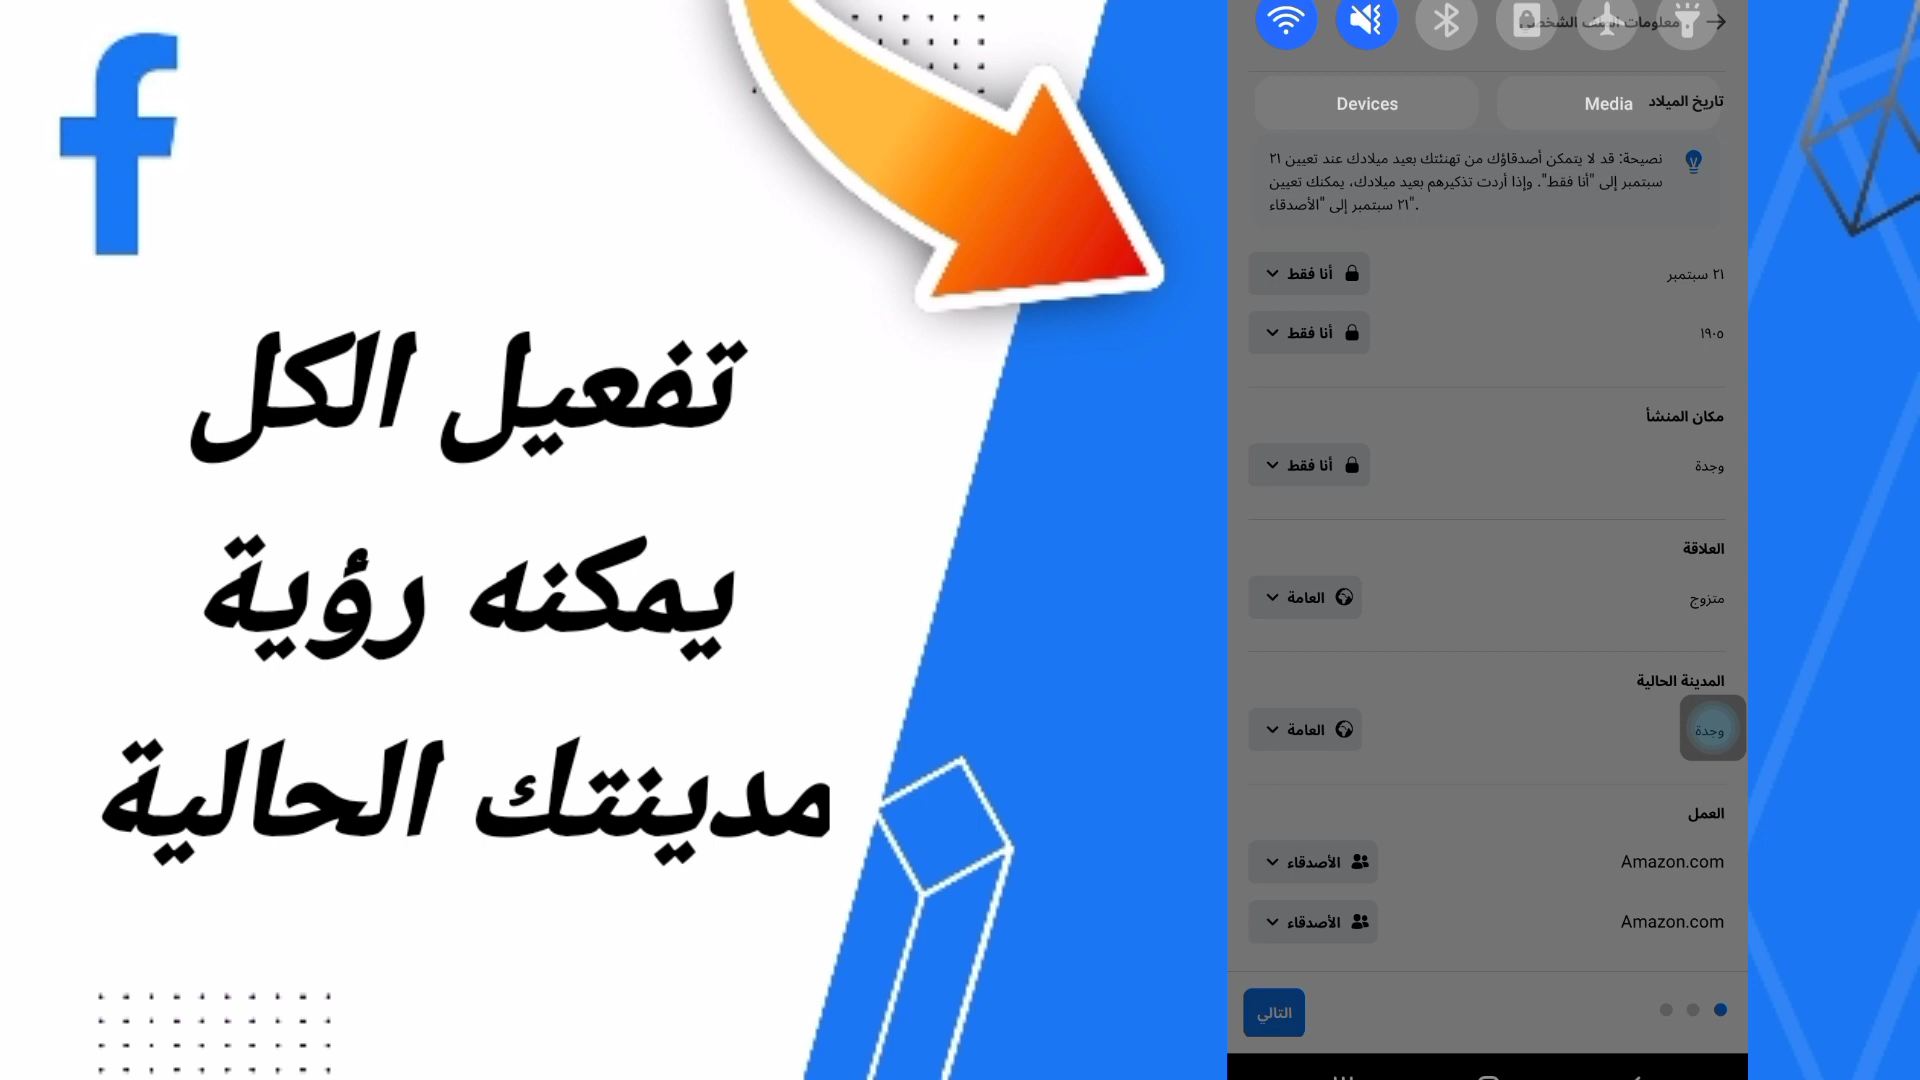 تفعيل الكل
يمكنه رؤية
مدينتك الحالية
معلومات الملف الشخصي
Devices
Media
تاريخ الميلاد
نصيحة: قد لا يتمكن أصدقاؤك من تهنئتك بعيد ميلادك عند تعيين ٢١
سبتمبر إلى "أنا فقط". وإذا أردت تذكيرهم بعيد ميلادك، يمكنك تعيين
٢١ سبتمبر إلى "الأصدقاء".
٢١ سبتمبر
أنا فقط
١٩٠٥
أنا فقط
مكان المنشأ
وجدة
أنا فقط
العلاقة
متزوج
العامة
المدينة الحالية
وجدة
العامة
العمل
Amazon.com
الأصدقاء
Amazon.com
الأصدقاء
التالي